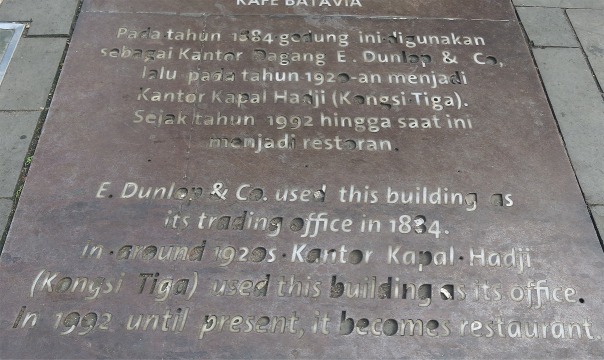 KAFE BATAVIA
Pada tahun 1884 gedung ini digunakan
sebagai Kantor Dagang E. Dunlop & Co,
lalu pada tahun 1920-an menjadi
Kantor Kapal Hadji (Kongsi Tiga).
Sejak tahun 1992 hingga saat ini
menjadi restoran.
E. Dunlop & Co. used this building as
its trading office in 1884.
In around 1920s Kantor Kapal Hadji
(Kongsi Tiga) used this building as its office.
In 1992 until present, it becomes restaurant.